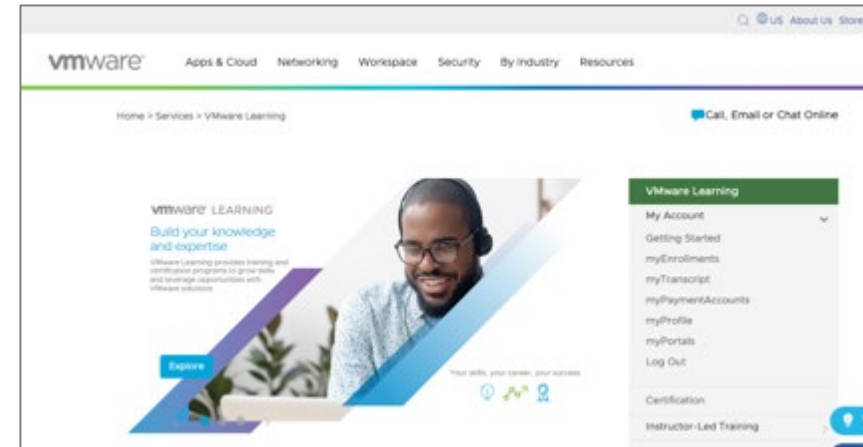 US About Us Store
vmware Apps & Cloud Networking Workspace Security By Industry Resources
Home > Services > VMware Learning
Call, Email or Chat Online
vmware LEARNING
Build your knowledge
and expertise
VMware Learning provides training and
certification programs to grow skills
and leverage opportunities with
VMware solutions
Explore
Your skills, your career, your success
VMware Learning
My Account
Getting Started
myEnrollments
myTranscript
myPaymentAccounts
myProfile
myPortals
Log Out
Certification
Instructor-Led Training